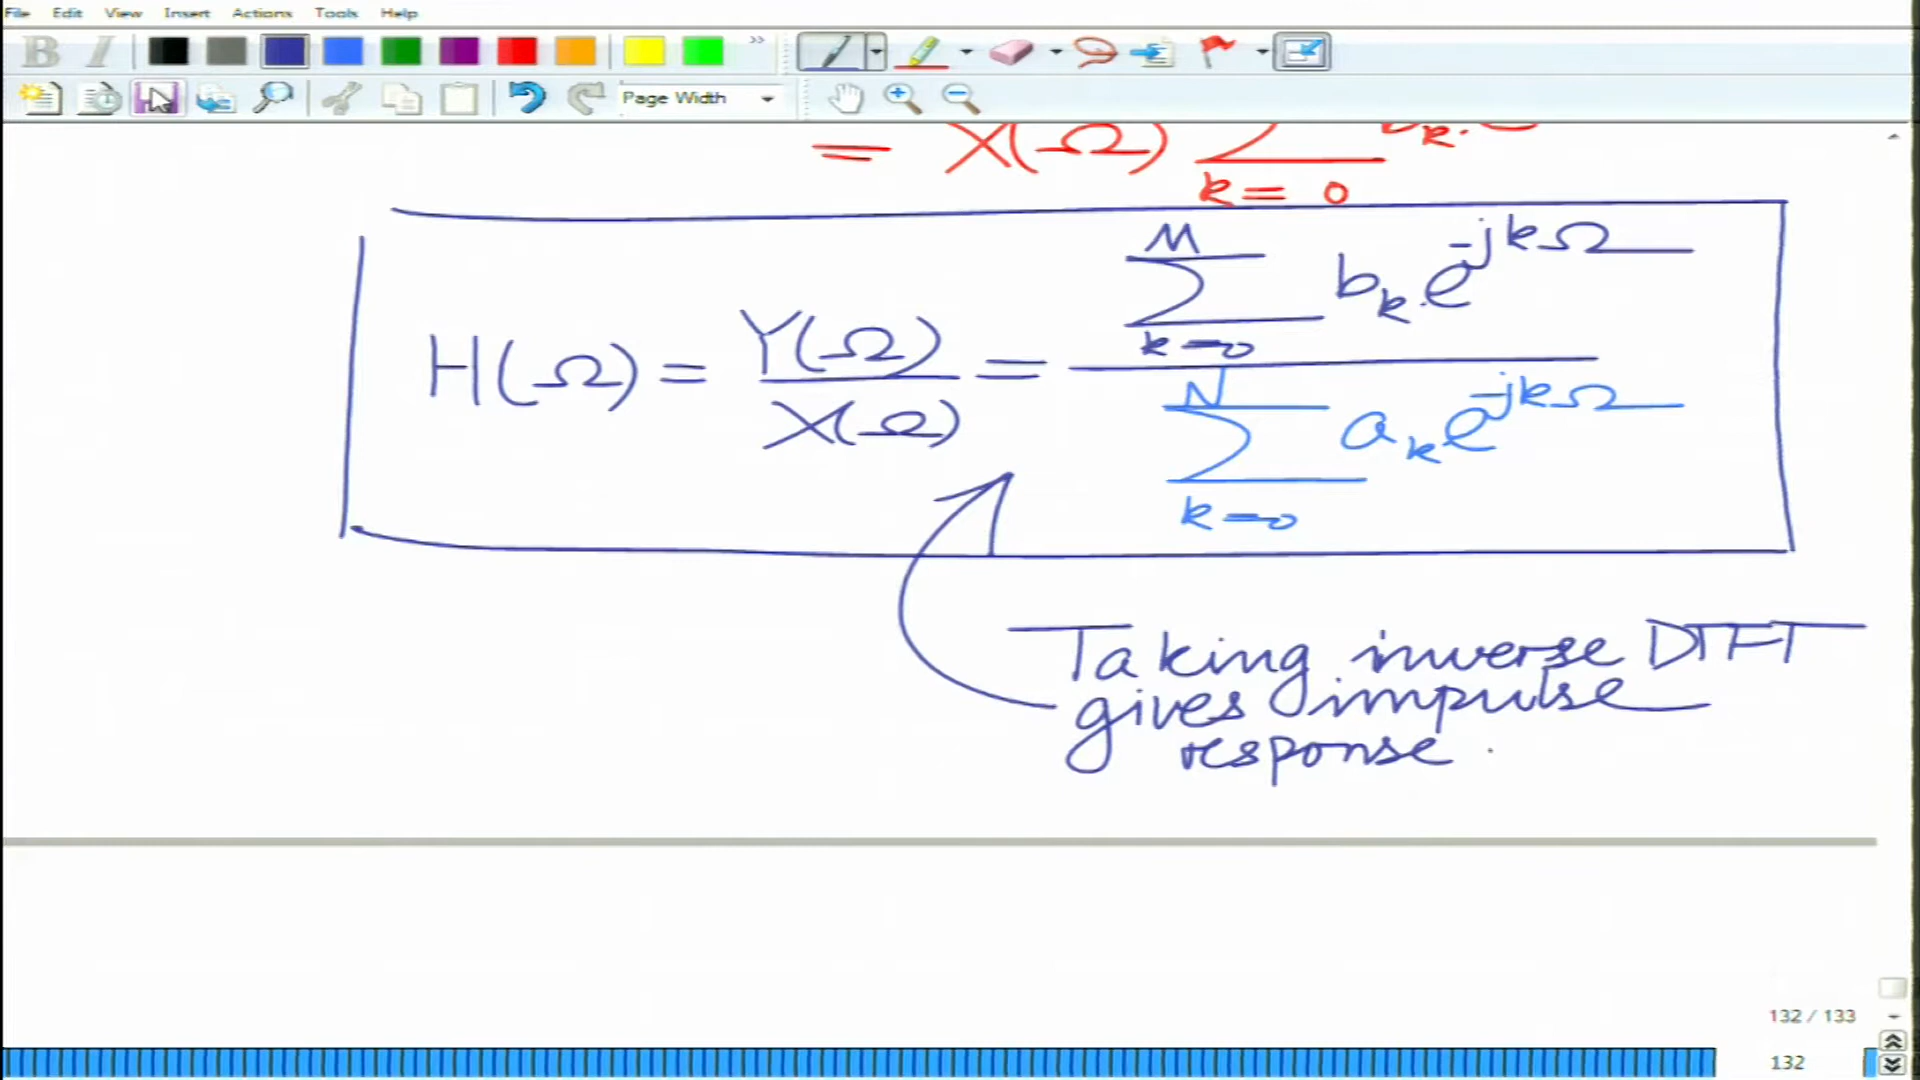 File Edit View Insert Actions Tools Help
B I
Page Width
= X(Ω) Σ k=0
H(Ω) = Y(Ω)/X(Ω) = Σ_{k=0}^{M} b_k e^{-jkΩ} / Σ_{k=0}^{N} a_k e^{-jkΩ}
Taking inverse DTFT
gives impulse
response.
132 / 133
132